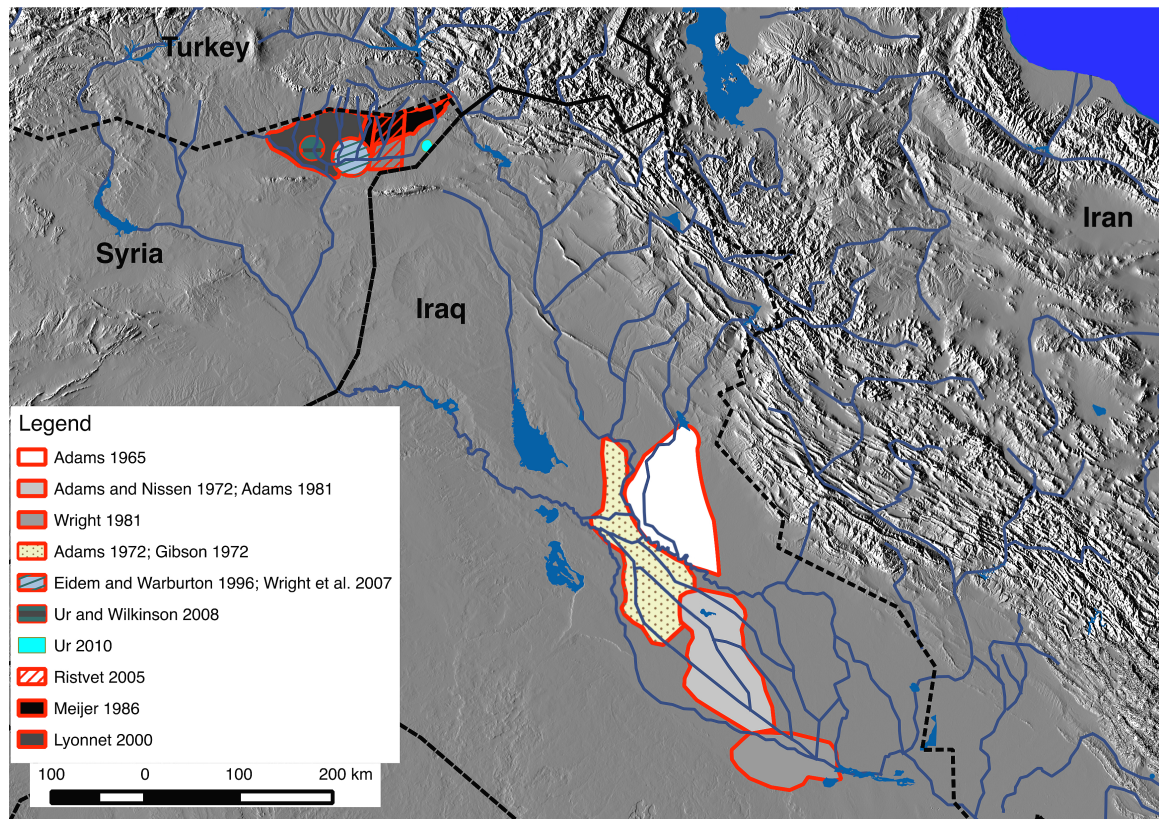 Turkey
Iran
Syria
Iraq
Legend
Adams 1965
Adams and Nissen 1972; Adams 1981
Wright 1981
Adams 1972; Gibson 1972
Eidem and Warburton 1996; Wright et al. 2007
Ur and Wilkinson 2008
Ur 2010
Ristvet 2005
Meijer 1986
Lyonnet 2000
100 0 100 200 km